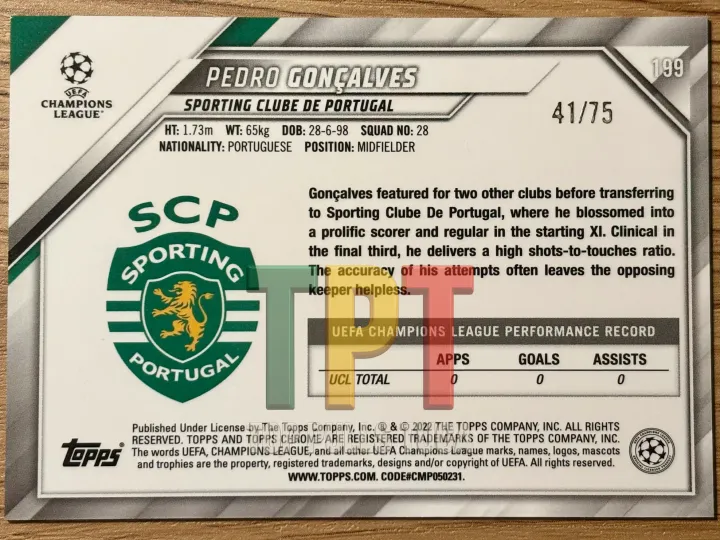 UEFA
CHAMPIONS
LEAGUE
PEDRO GONÇALVES
199
SPORTING CLUBE DE PORTUGAL
41/75
HT: 1.73m WT: 65kg DOB: 28-6-98 SQUAD NO: 28
NATIONALITY: PORTUGUESE POSITION: MIDFIELDER
SCP
SPORTING
PORTUGAL
Gonçalves featured for two other clubs before transferring
to Sporting Clube De Portugal, where he blossomed into
a prolific scorer and regular in the starting XI. Clinical in
the final third, he delivers a high shots-to-touches ratio.
The accuracy of his attempts often leaves the opposing
keeper helpless.
TPT
UEFA CHAMPIONS LEAGUE PERFORMANCE RECORD
APPS GOALS ASSISTS
UCL TOTAL 0 0 0
Topps
Published Under License by The Topps Company, Inc. ® & © 2022 THE TOPPS COMPANY, INC. ALL RIGHTS
RESERVED. TOPPS AND TOPPS CHROME ARE REGISTERED TRADEMARKS OF THE TOPPS COMPANY, INC.
The words UEFA, CHAMPIONS LEAGUE, and all other UEFA Champions League marks, names, logos, mascots
and trophies are the property, registered trademarks, designs and/or copyright of UEFA. All rights reserved.
WWW.TOPPS.COM. CODE#CMP050231.